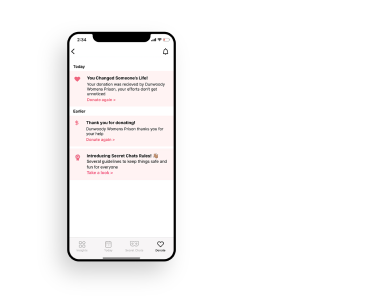 2:34
Today
You Changed Someone's Life!
Your donation was recieved by Dunwoody
Womens Prison, your efforts don't get
unnoticed
Donate again >
Earlier
Thank you for donating!
Dunwoody Womens Prison thanks you for
your help
Donate again >
Introducing Secret Chats Rules! 👋🏼
Several guidelines to keep things safe and
fun for everyone
Take a look >
Today
Secret Chats
Donate